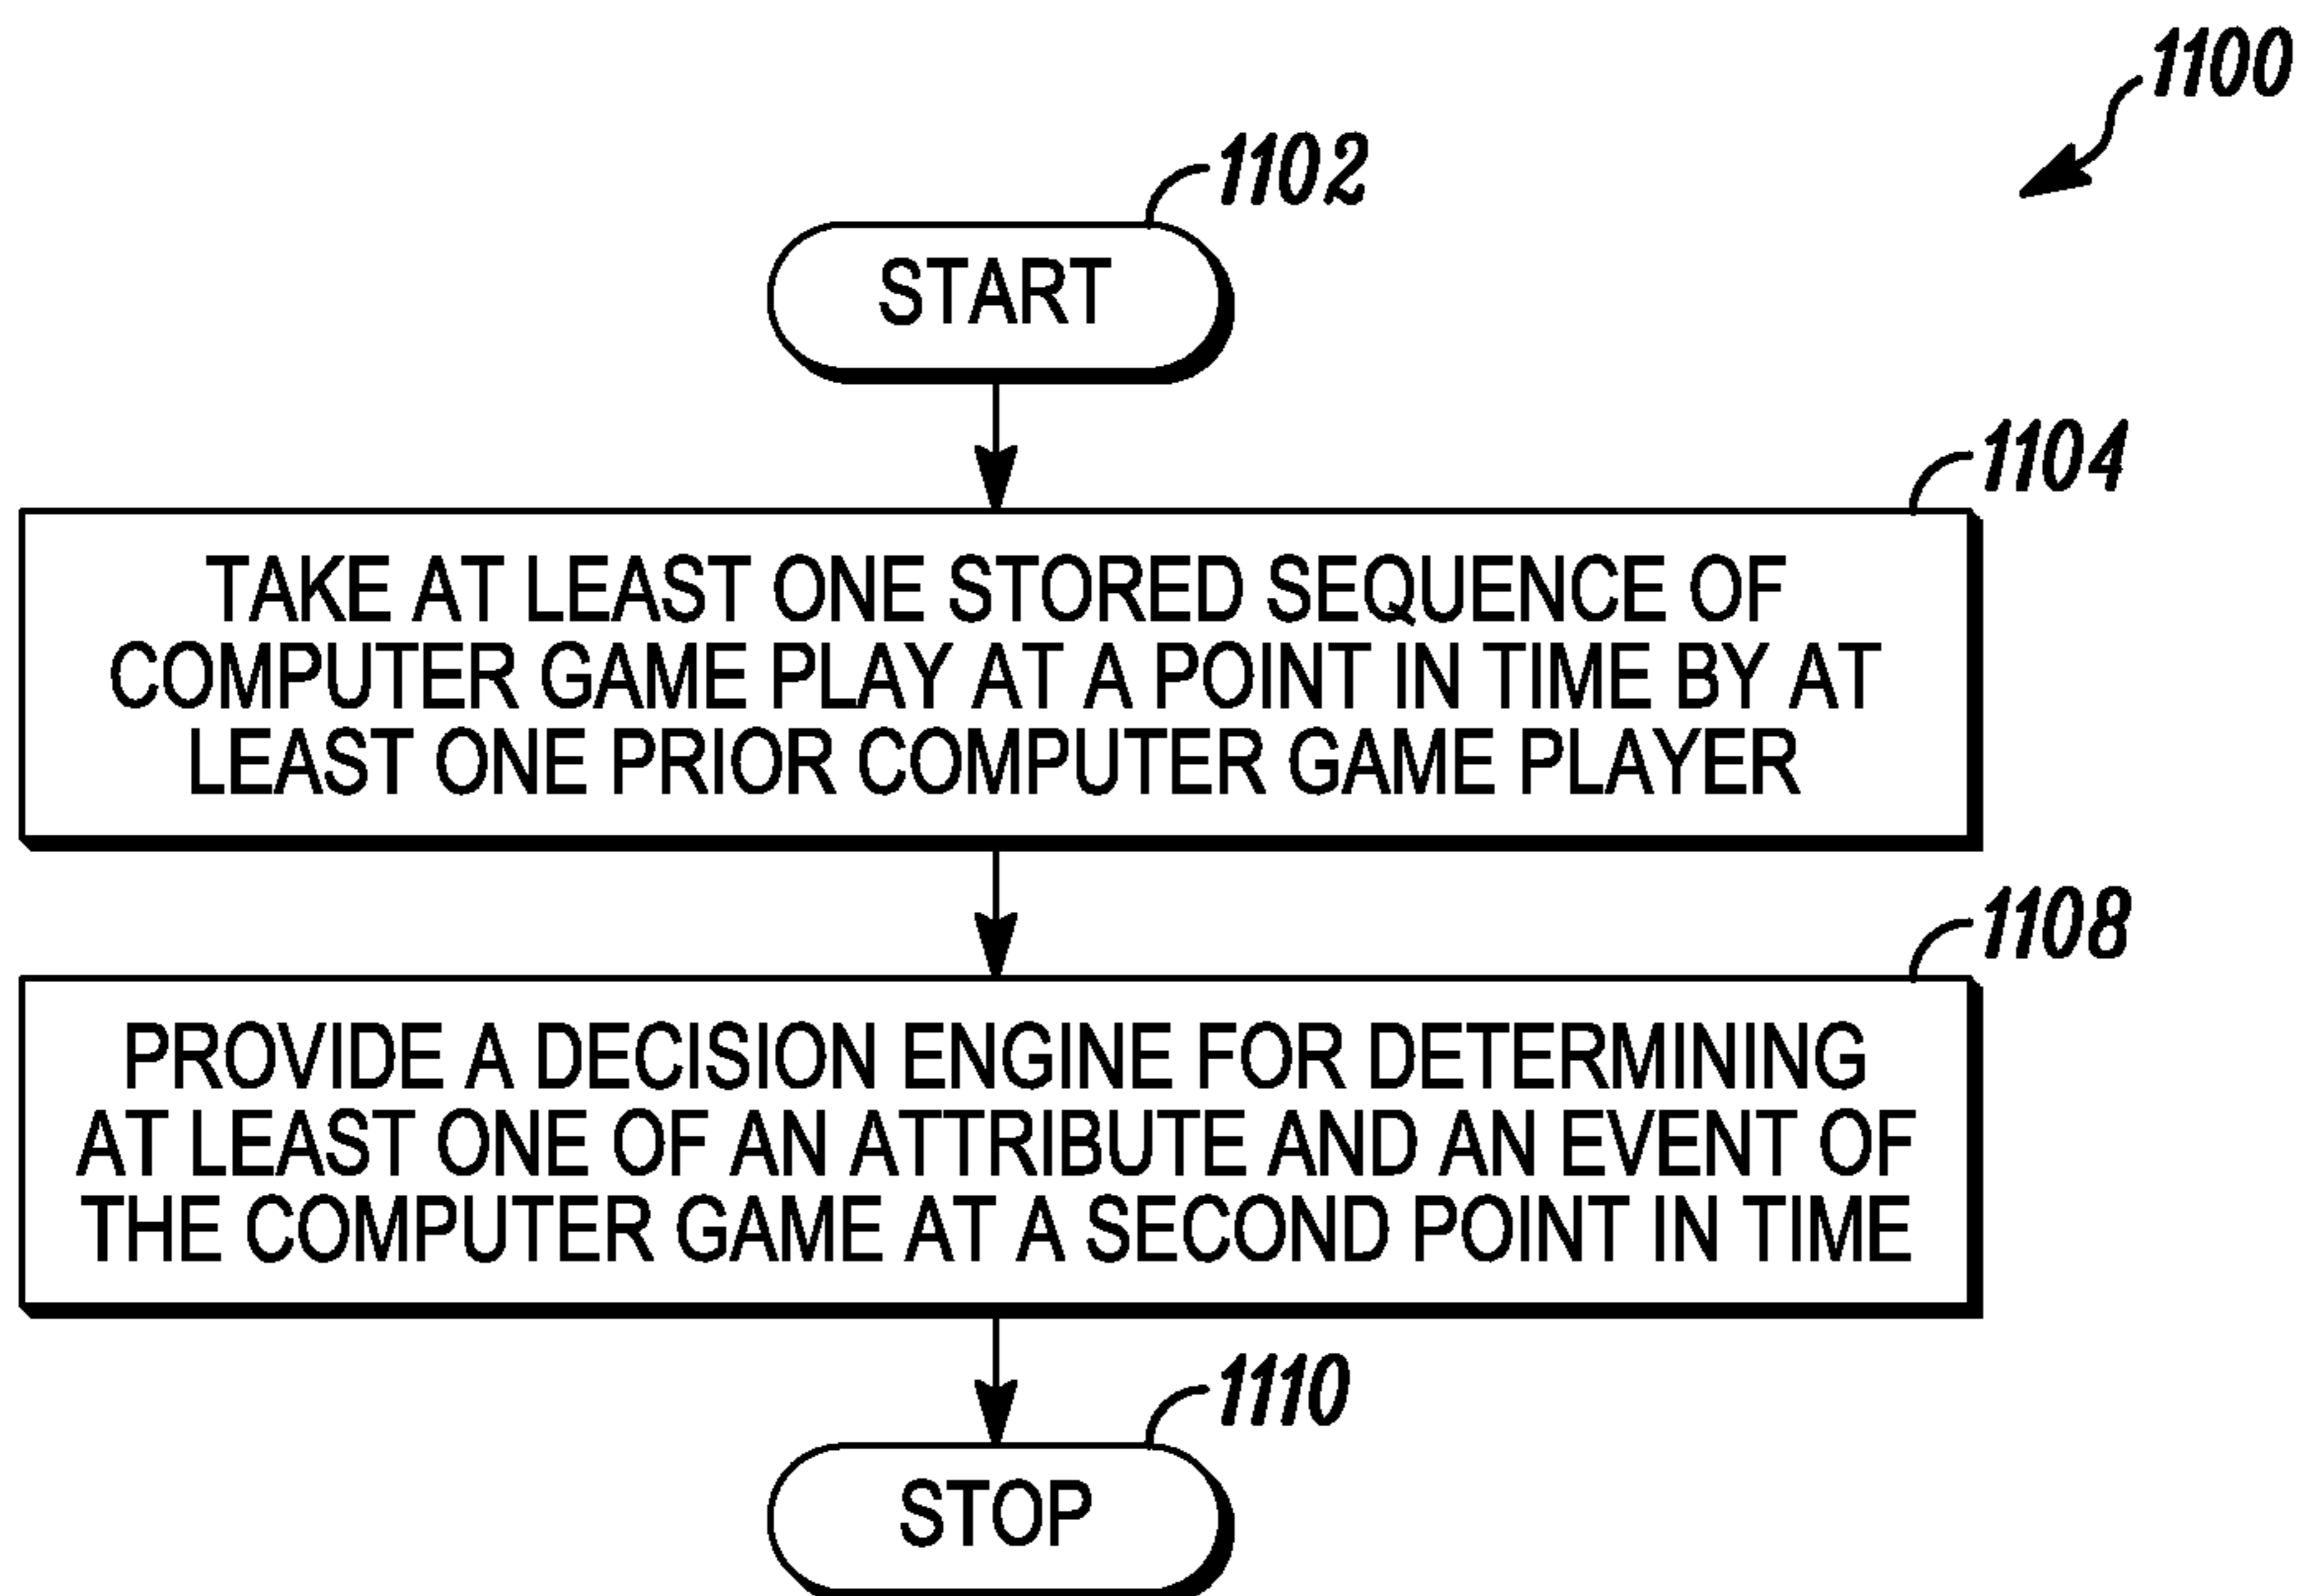 1100
1102
START
1104
TAKE AT LEAST ONE STORED SEQUENCE OF
COMPUTER GAME PLAY AT A POINT IN TIME BY AT
LEAST ONE PRIOR COMPUTER GAME PLAYER
1108
PROVIDE A DECISION ENGINE FOR DETERMINING
AT LEAST ONE OF AN ATTRIBUTE AND AN EVENT OF
THE COMPUTER GAME AT A SECOND POINT IN TIME
1110
STOP